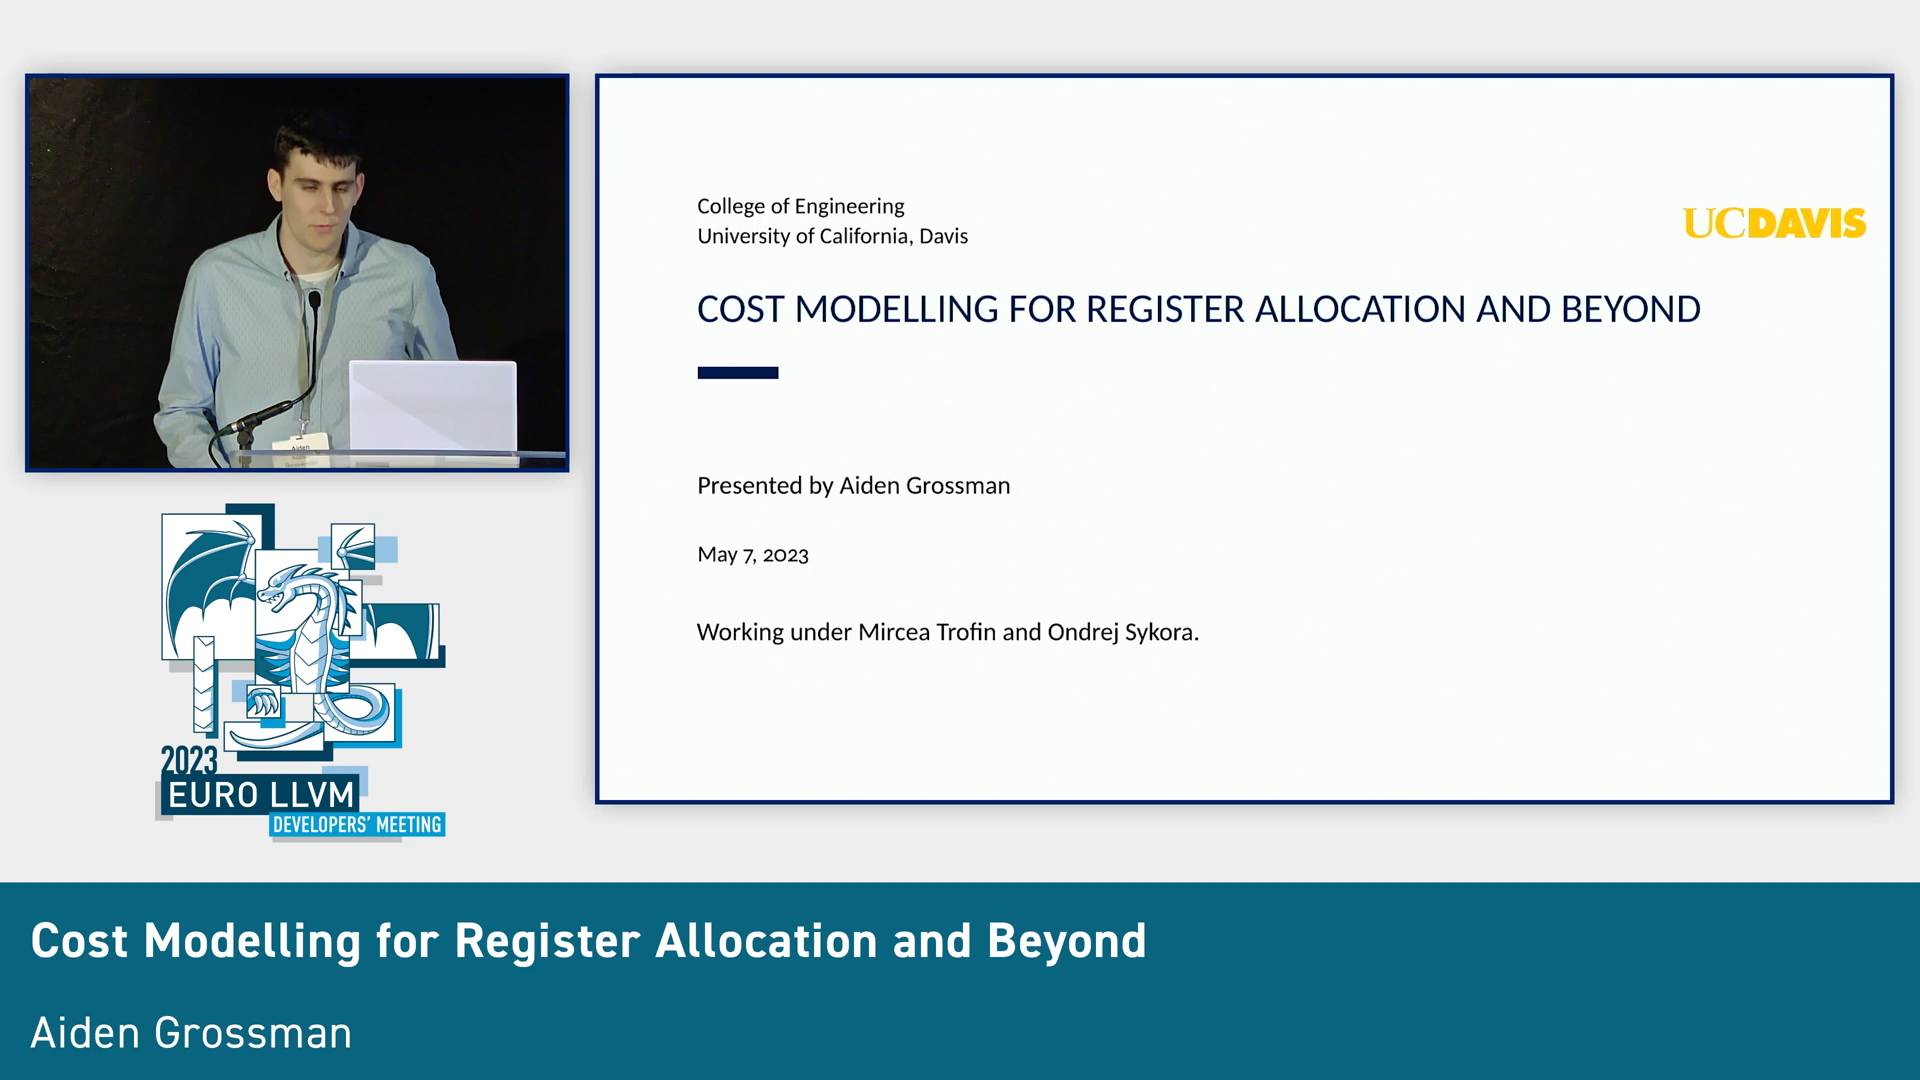 College of Engineering
University of California, Davis
UCDAVIS
COST MODELLING FOR REGISTER ALLOCATION AND BEYOND
Presented by Aiden Grossman
May 7, 2023
Working under Mircea Trofin and Ondrej Sykora.
Aiden
2023
EURO LLVM
DEVELOPERS' MEETING
Cost Modelling for Register Allocation and Beyond
Aiden Grossman